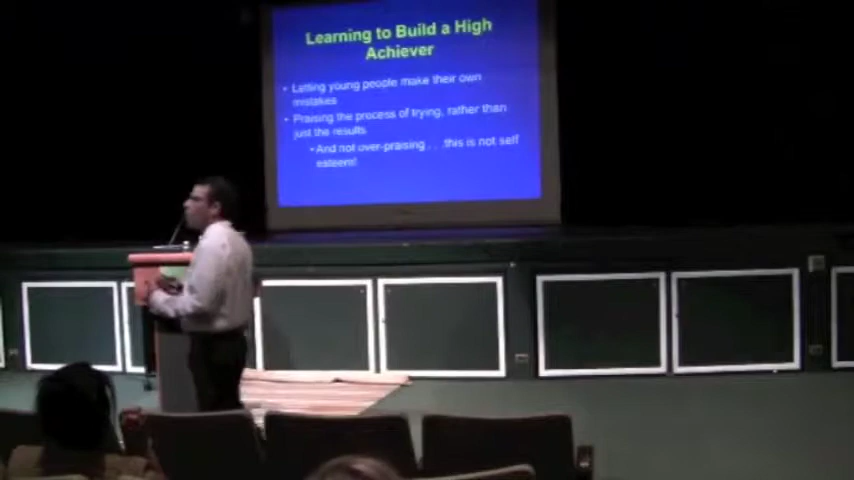 Learning to Build a High
Achiever
• Letting young people make their own
mistakes
• Praising the process of trying, rather than
just the results
• And not over-praising . . .this is not self
esteem!